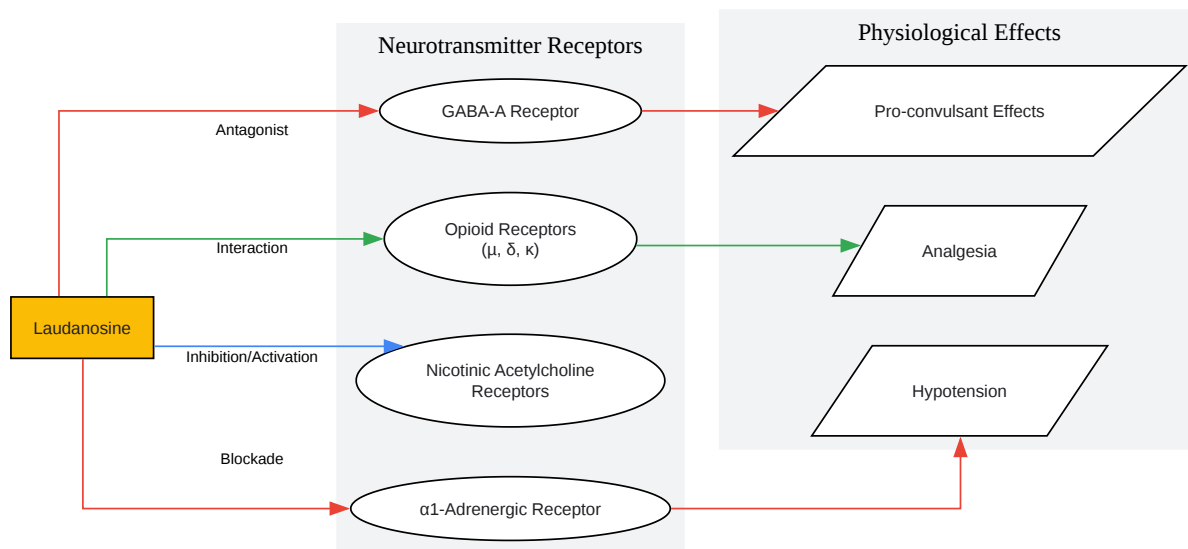 Neurotransmitter Receptors
Physiological Effects
GABA-A Receptor
Pro-convulsant Effects
Antagonist
Opioid Receptors
(μ, δ, κ)
Interaction
Analgesia
Laudanosine
Inhibition/Activation
Nicotinic Acetylcholine
Receptors
Hypotension
Blockade
α1-Adrenergic Receptor